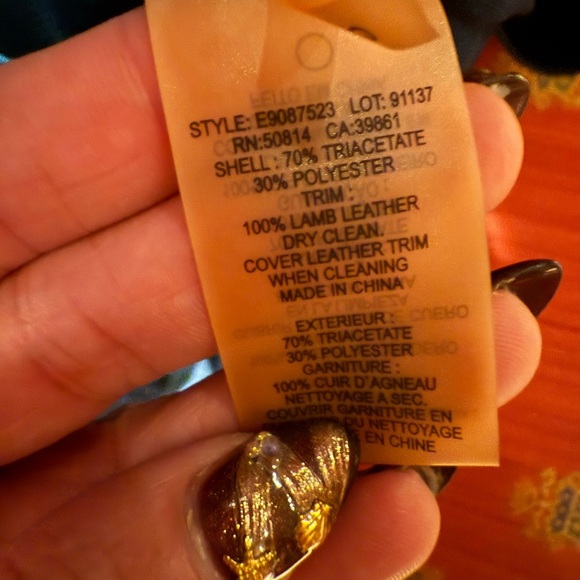 STYLE: E9087523 LOT: 91137
RN:50814 CA:39861
SHELL : 70% TRIACETATE
30% POLYESTER
TRIM :
100% LAMB LEATHER
DRY CLEAN.
COVER LEATHER TRIM
WHEN CLEANING
MADE IN CHINA
EXTERIEUR :
70% TRIACETATE
30% POLYESTER
GARNITURE :
100% CUIR D'AGNEAU
NETTOYAGE A SEC.
COUVRIR GARNITURE EN
DU NETTOYAGE
EN CHINE